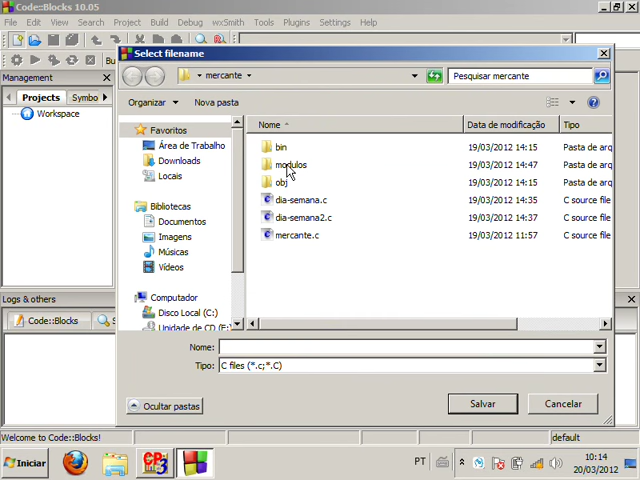 Code::Blocks 10.05
File Edit View Search Project Build Debug wxSmith Tools Plugins Settings Help
Select filename
Management
Projects Symbo
Workspace
mercante
Pesquisar mercante
Organizar Nova pasta
Favoritos
Área de Trabalho
Downloads
Locais
Bibliotecas
Documentos
Imagens
Músicas
Vídeos
Computador
Disco Local (C:)
Unidade de CD (E:)
Nome Data de modificação Tipo
bin 19/03/2012 14:15 Pasta de arq
modulos 19/03/2012 14:47 Pasta de arq
obj 19/03/2012 14:15 Pasta de arq
dia-semana.c 19/03/2012 14:35 C source file
dia-semana2.c 19/03/2012 14:37 C source file
mercante.c 19/03/2012 11:57 C source file
Nome:
Tipo: C files (*.c;*.C)
Ocultar pastas Salvar Cancelar
Logs & others
Code::Blocks
Welcome to Code::Blocks! default
Iniciar
PT
10:14
20/03/2012